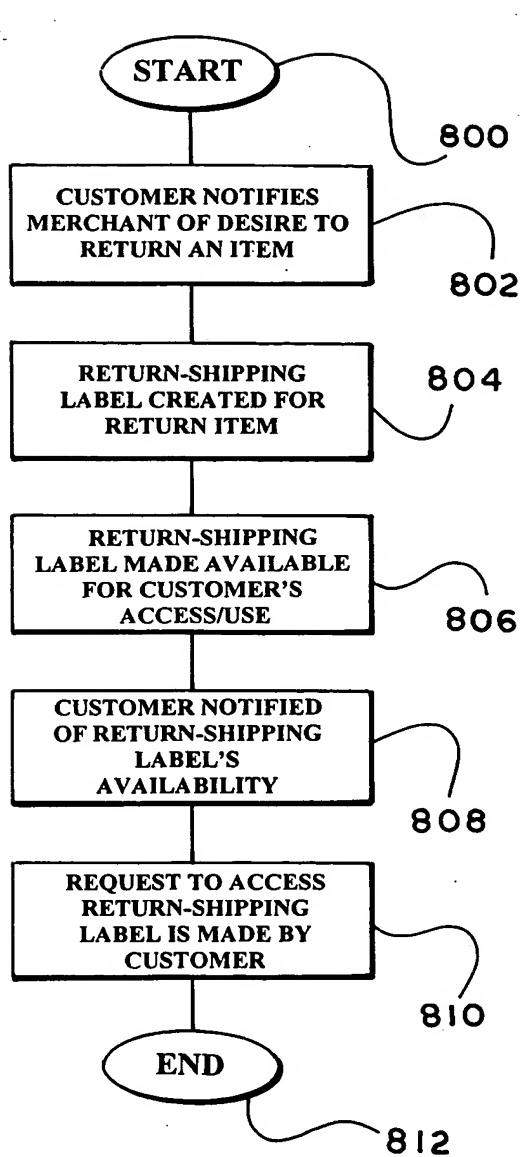 START
800
CUSTOMER NOTIFIES
MERCHANT OF DESIRE TO
RETURN AN ITEM
802
RETURN-SHIPPING
LABEL CREATED FOR
RETURN ITEM
804
RETURN-SHIPPING
LABEL MADE AVAILABLE
FOR CUSTOMER'S
ACCESS/USE
806
CUSTOMER NOTIFIED
OF RETURN-SHIPPING
LABEL'S
AVAILABILITY
808
REQUEST TO ACCESS
RETURN-SHIPPING
LABEL IS MADE BY
CUSTOMER
810
END
812